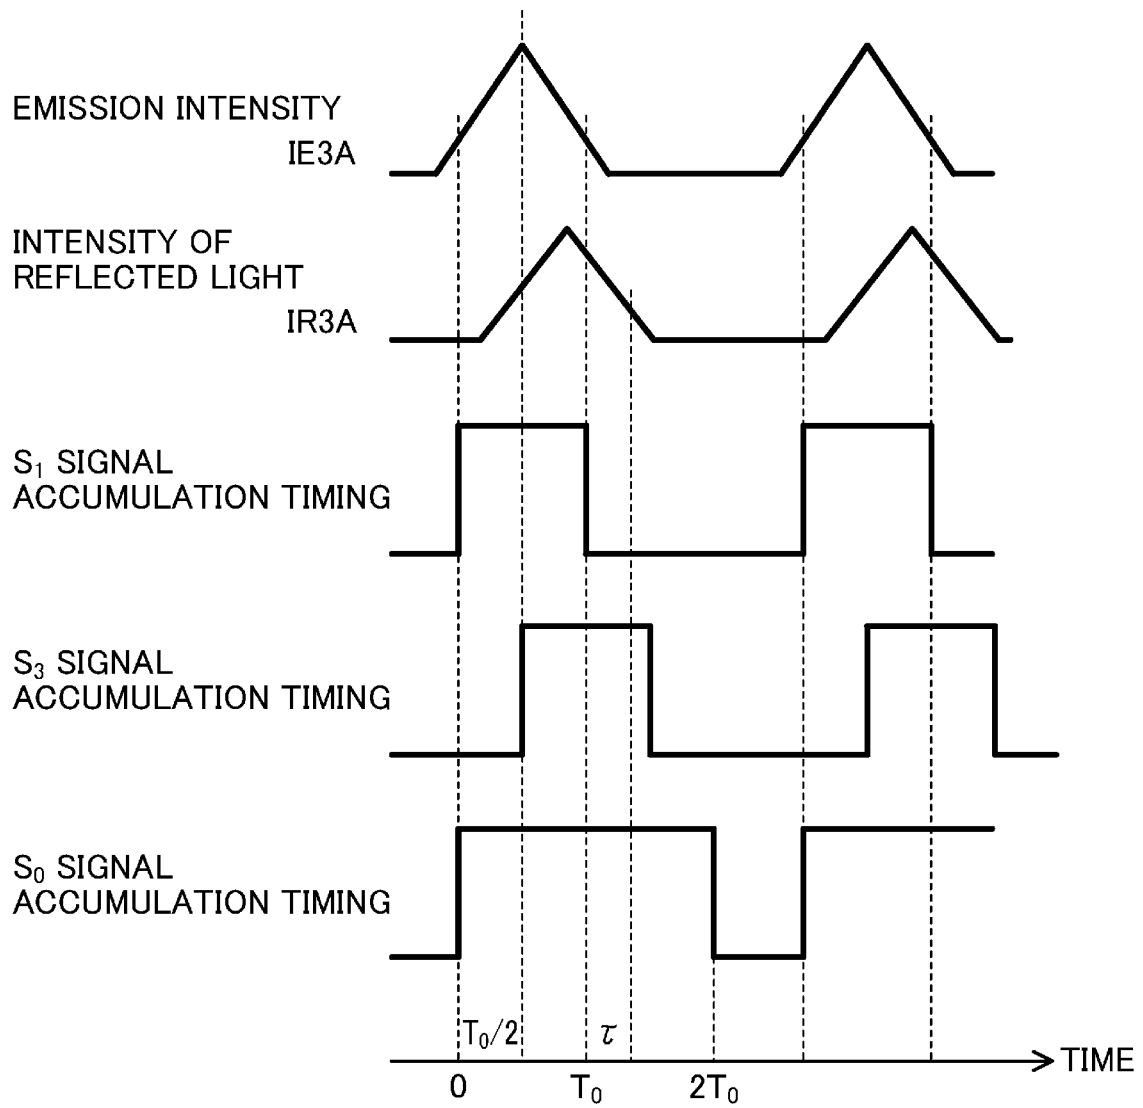 EMISSION INTENSITY
IE3A
INTENSITY OF
REFLECTED LIGHT
IR3A
S₁ SIGNAL
ACCUMULATION TIMING
S₃ SIGNAL
ACCUMULATION TIMING
S₀ SIGNAL
ACCUMULATION TIMING
T₀/2 τ
TIME
0 T₀ 2T₀